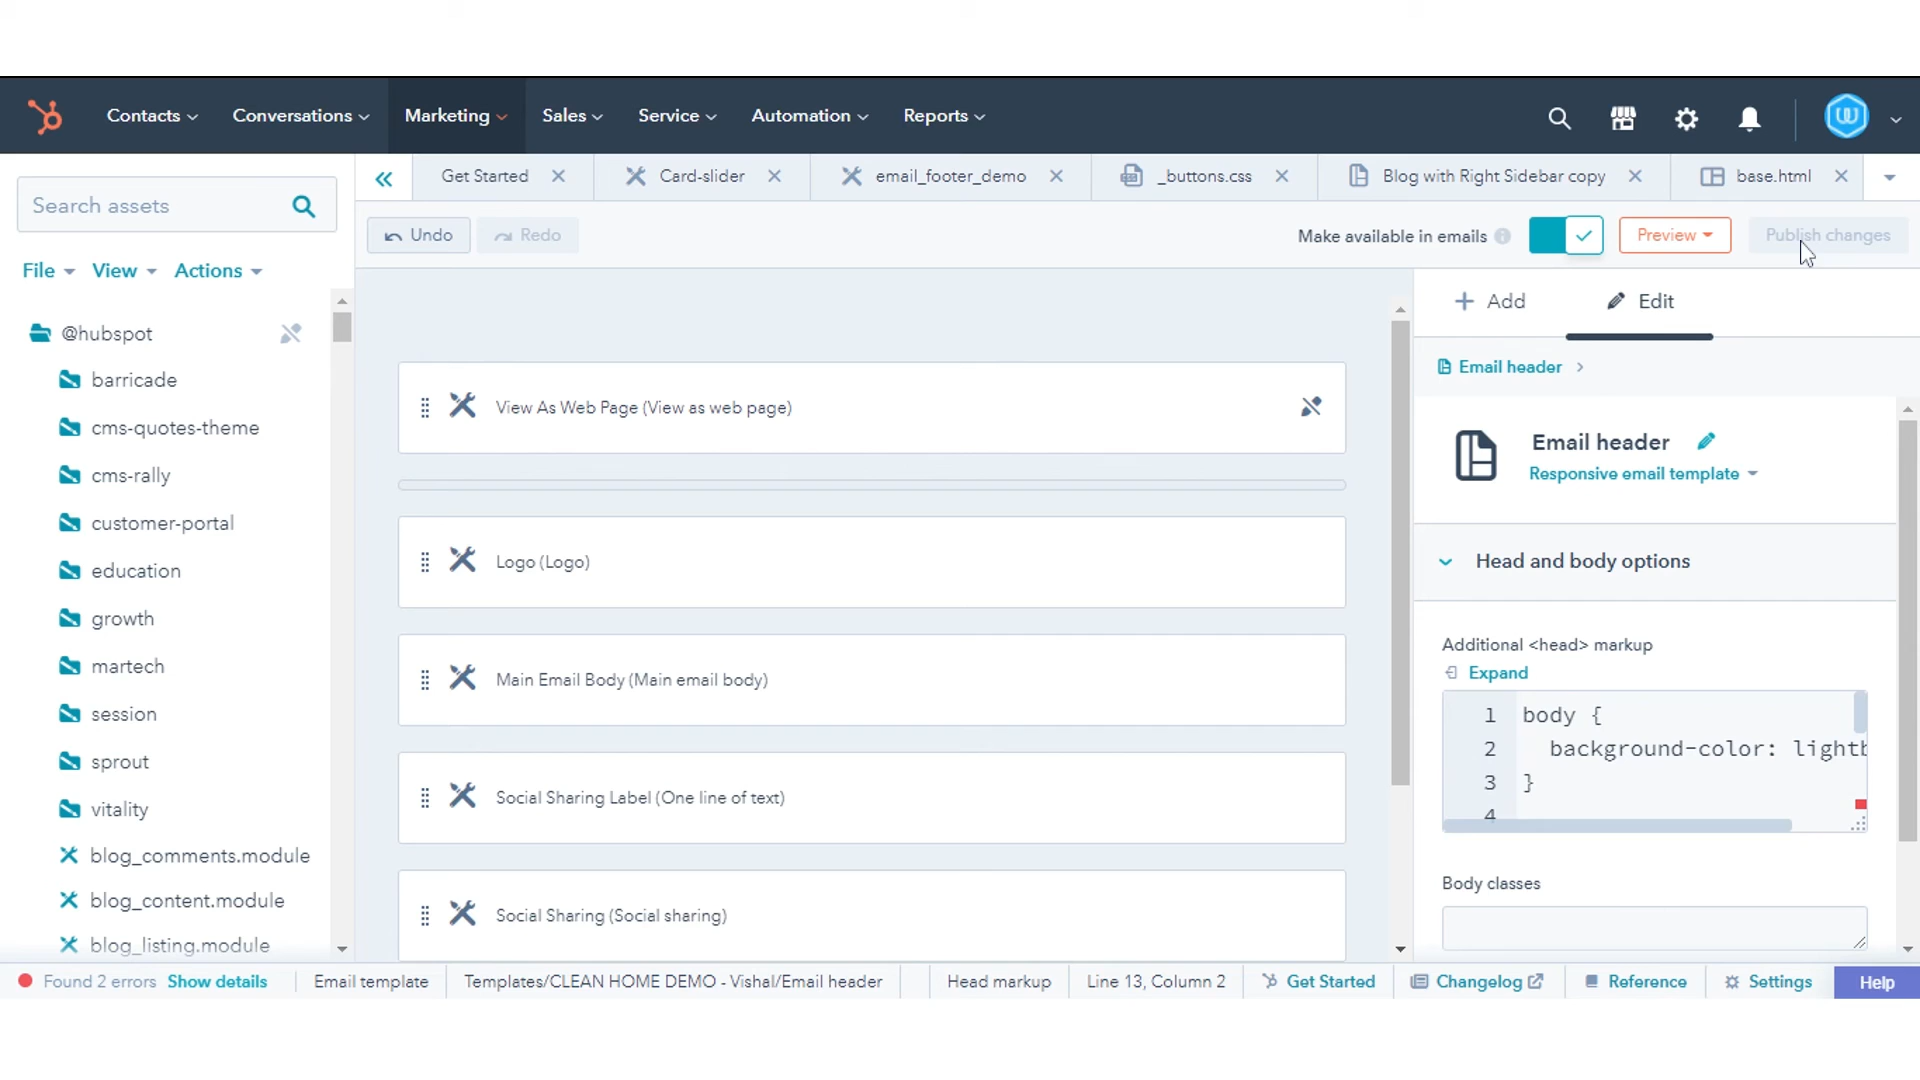 Contacts Conversations Marketing Sales Service Automation Reports
Get Started Card-slider email_footer_demo _buttons.css Blog with Right Sidebar copy base.html
Search assets
Undo Redo Make available in emails Preview Publish changes
File View Actions
Add Edit
@hubspot
barricade
cms-quotes-theme
cms-rally
customer-portal
education
growth
martech
session
sprout
vitality
blog_comments.module
blog_content.module
blog_listing.module
View As Web Page (View as web page)
Logo (Logo)
Main Email Body (Main email body)
Social Sharing Label (One line of text)
Social Sharing (Social sharing)
Email header
Email header
Responsive email template
Head and body options
Additional <head> markup
Expand
1 body {
2 background-color: lightb
3 }
4
Body classes
Found 2 errors Show details Email template Templates/CLEAN HOME DEMO - Vishal/Email header Head markup Line 13, Column 2 Get Started Changelog Reference Settings Help